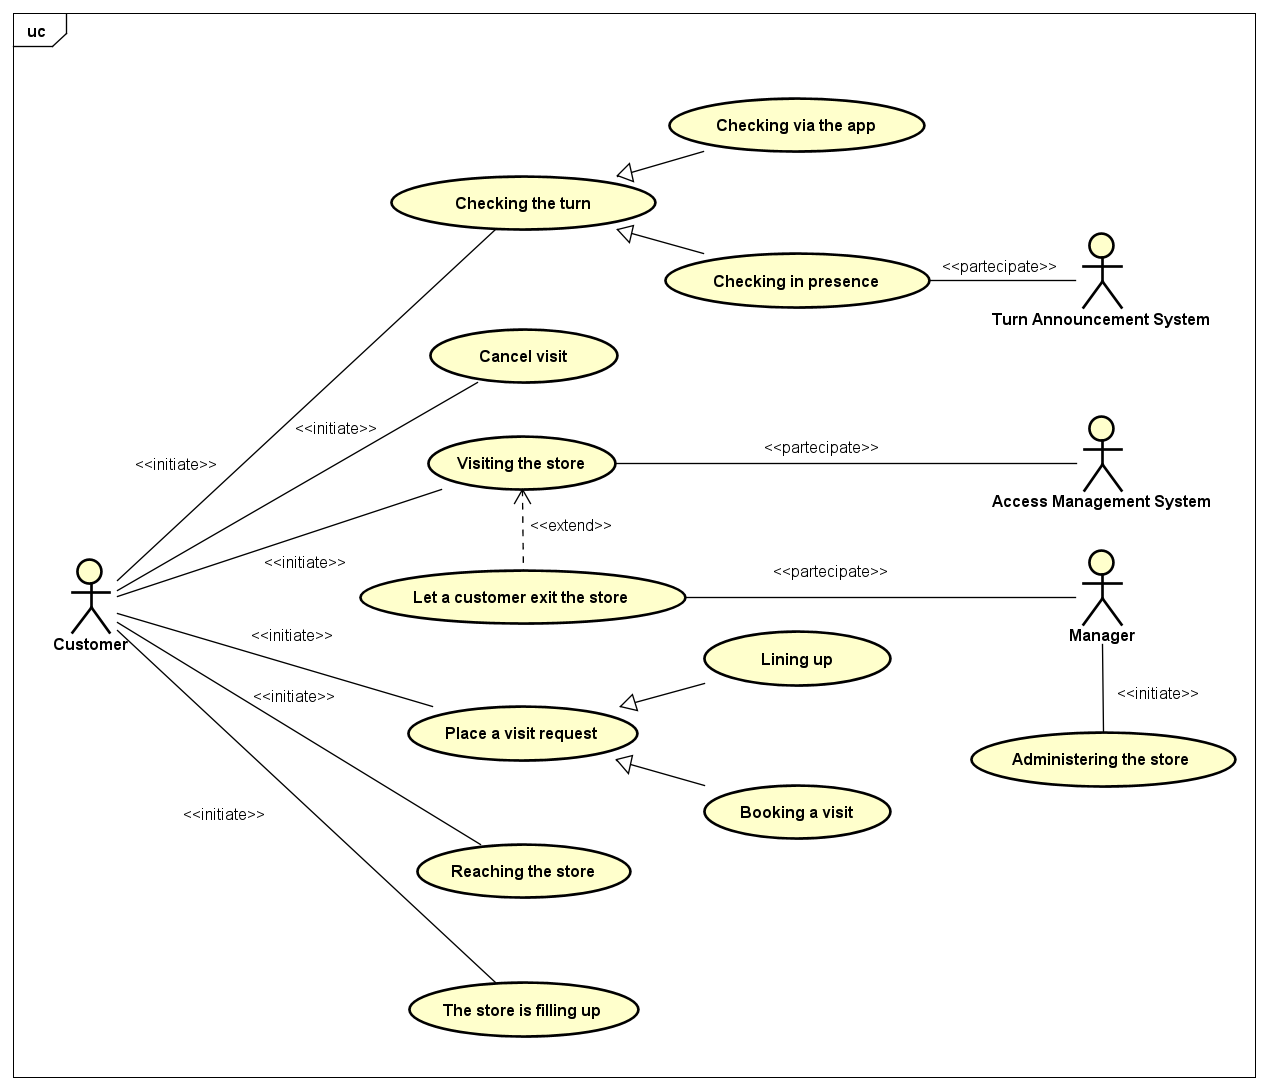 uc
Checking via the app
Checking the turn
Checking in presence
<<partecipate>>
Turn Announcement System
Cancel visit
<<initiate>>
<<initiate>>
Visiting the store
<<partecipate>>
Access Management System
<<extend>>
<<initiate>>
Let a customer exit the store
<<partecipate>>
Manager
Customer
<<initiate>>
Lining up
<<initiate>>
<<initiate>>
Place a visit request
Administering the store
Booking a visit
<<initiate>>
Reaching the store
The store is filling up